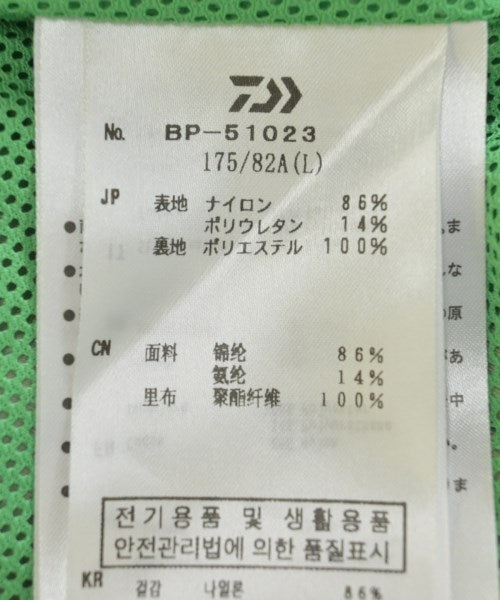 No. BP-51023
175/82A(L)
JP 表地 ナイロン 86%
ポリウレタン 14%
裏地 ポリエステル 100%
CN 面料 锦纶 86%
氨纶 14%
里布 聚酯纤维 100%
전기용품 및 생활용품
안전관리법에 의한 품질표시
KR 겉감 나일론 86%